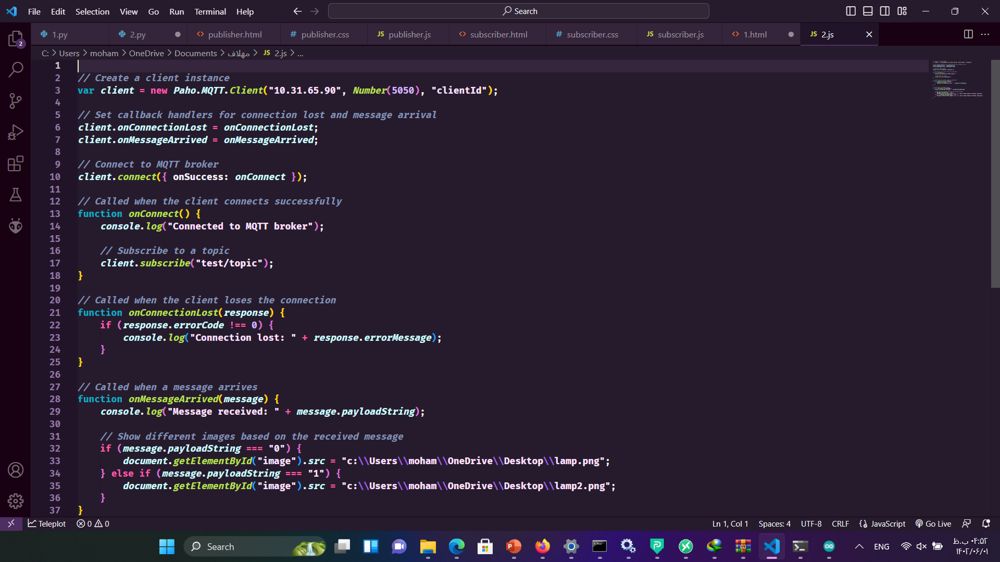 File Edit Selection View Go Run Terminal Help
Search
2
1.py
2.py
publisher.html
publisher.css
publisher.js
subscriber.html
subscriber.css
subscriber.js
1.html
2.js
C: > Users > moham > OneDrive > Documents > مهلاف > JS 2.js > ...
1
2 // Create a client instance
3 var client = new Paho.MQTT.Client("10.31.65.90", Number(5050), "clientId");
4
5 // Set callback handlers for connection lost and message arrival
6 client.onConnectionLost = onConnectionLost;
7 client.onMessageArrived = onMessageArrived;
8
9 // Connect to MQTT broker
10 client.connect({ onSuccess: onConnect });
11
12 // Called when the client connects successfully
13 function onConnect() {
14     console.log("Connected to MQTT broker");
15
16     // Subscribe to a topic
17     client.subscribe("test/topic");
18 }
19
20 // Called when the client loses the connection
21 function onConnectionLost(response) {
22     if (response.errorCode !== 0) {
23         console.log("Connection lost: " + response.errorMessage);
24     }
25 }
26
27 // Called when a message arrives
28 function onMessageArrived(message) {
29     console.log("Message received: " + message.payloadString);
30
31     // Show different images based on the received message
32     if (message.payloadString === "0") {
33         document.getElementById("image").src = "c:\\Users\\moham\\OneDrive\\Desktop\\lamp.png";
34     } else if (message.payloadString === "1") {
35         document.getElementById("image").src = "c:\\Users\\moham\\OneDrive\\Desktop\\lamp2.png";
36     }
37 }
Teleplot 0 0 Ln 1, Col 1 Spaces: 4 UTF-8 CRLF {} JavaScript Go Live
Search
ENG
۰۴:۵۲ ب.ظ
۱۴۰۲/۰۶/۰۱